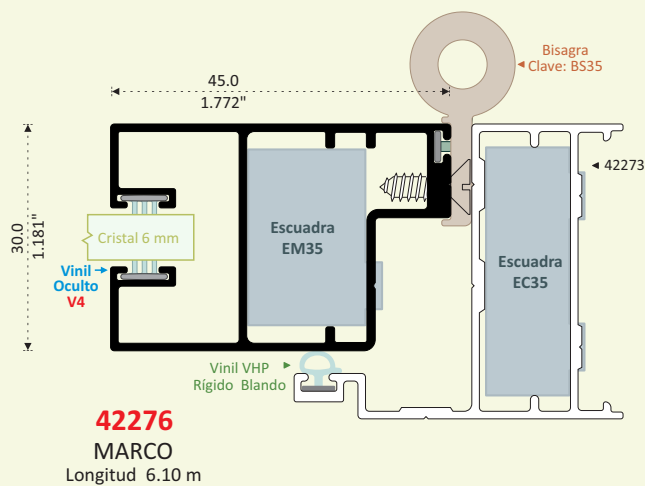 Bisagra
Clave: BS35
45.0
1.772"
42273
30.0
1.181"
Cristal 6 mm
Escuadra
EM35
Escuadra
EC35
Vinil
Oculto
V4
Vinil VHP
Rígido Blando
42276
MARCO
Longitud 6.10 m